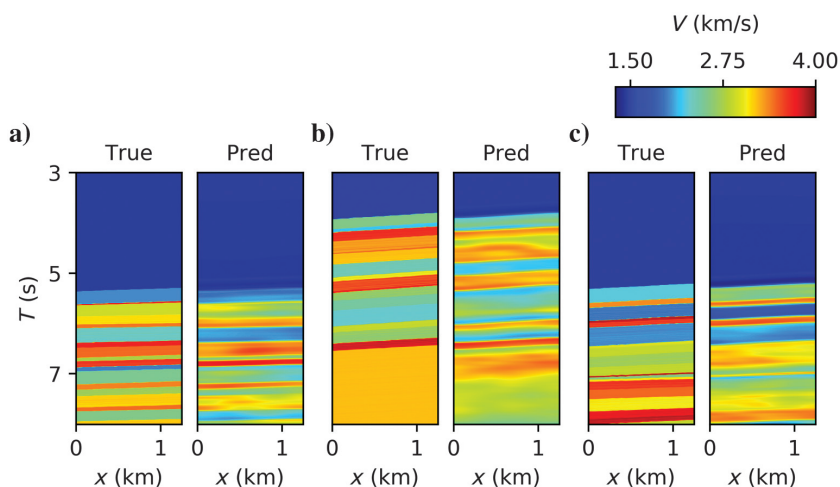 V (km/s)
1.50 2.75 4.00
a) b) c)
True Pred True Pred True Pred
3
5
7
T (s)
0 1 0 1 0 1 0 1 0 1 0 1
x (km) x (km) x (km) x (km) x (km) x (km)